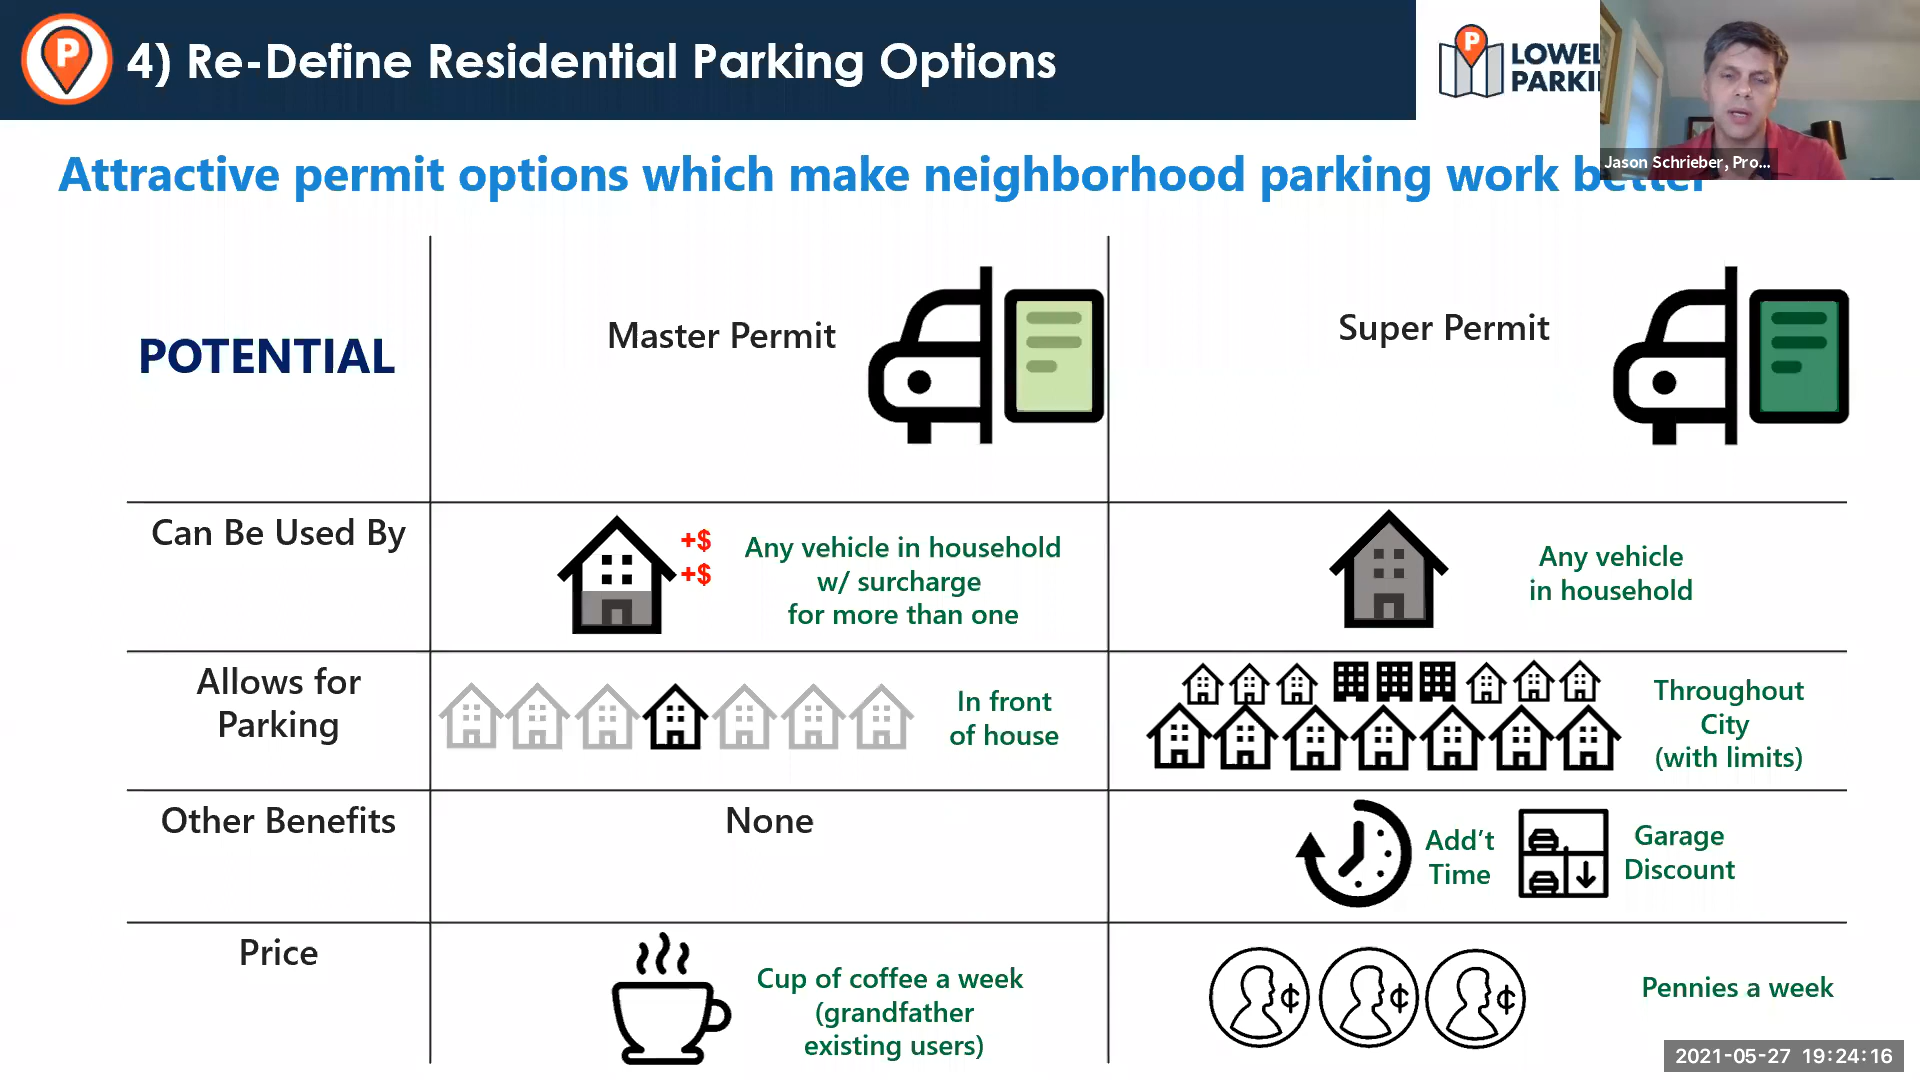 P
4) Re-Define Residential Parking Options
P
LOWEL
PARKI
Jason Schrieber, Pro...
Attractive permit options which make neighborhood parking work better
POTENTIAL
Master Permit
Super Permit
Can Be Used By
+$
+$
Any vehicle in household
w/ surcharge
for more than one
Any vehicle
in household
Allows for
Parking
In front
of house
Throughout
City
(with limits)
Other Benefits
None
Add't
Time
Garage
Discount
Price
Cup of coffee a week
(grandfather
existing users)
¢
¢
¢
Pennies a week
2021-05-27 19:24:16